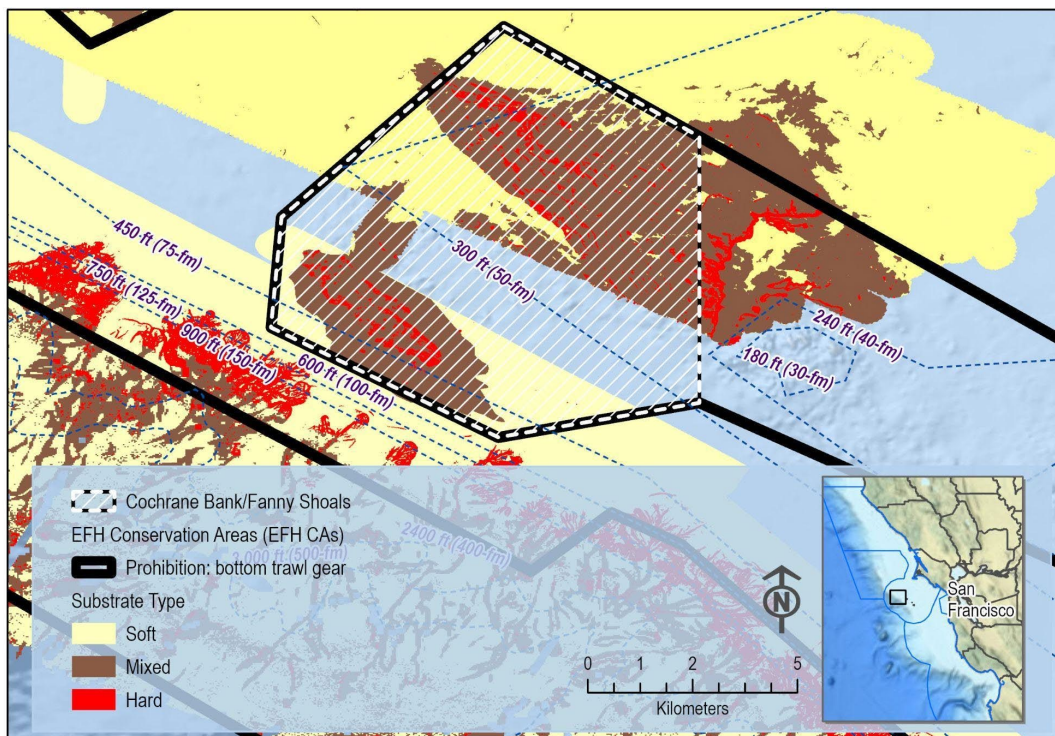 450 ft (75-fm)
750 ft (125-fm)
900 ft (150-fm)
600 ft (100-fm)
300 ft (50-fm)
240 ft (40-fm)
180 ft (30-fm)
2400 ft (400-fm)
3,000 ft (500-fm)
Cochrane Bank/Fanny Shoals
EFH Conservation Areas (EFH CAs)
Prohibition: bottom trawl gear
Substrate Type
Soft
Mixed
Hard
N
0 1 2 3 4 5
Kilometers
San
Francisco